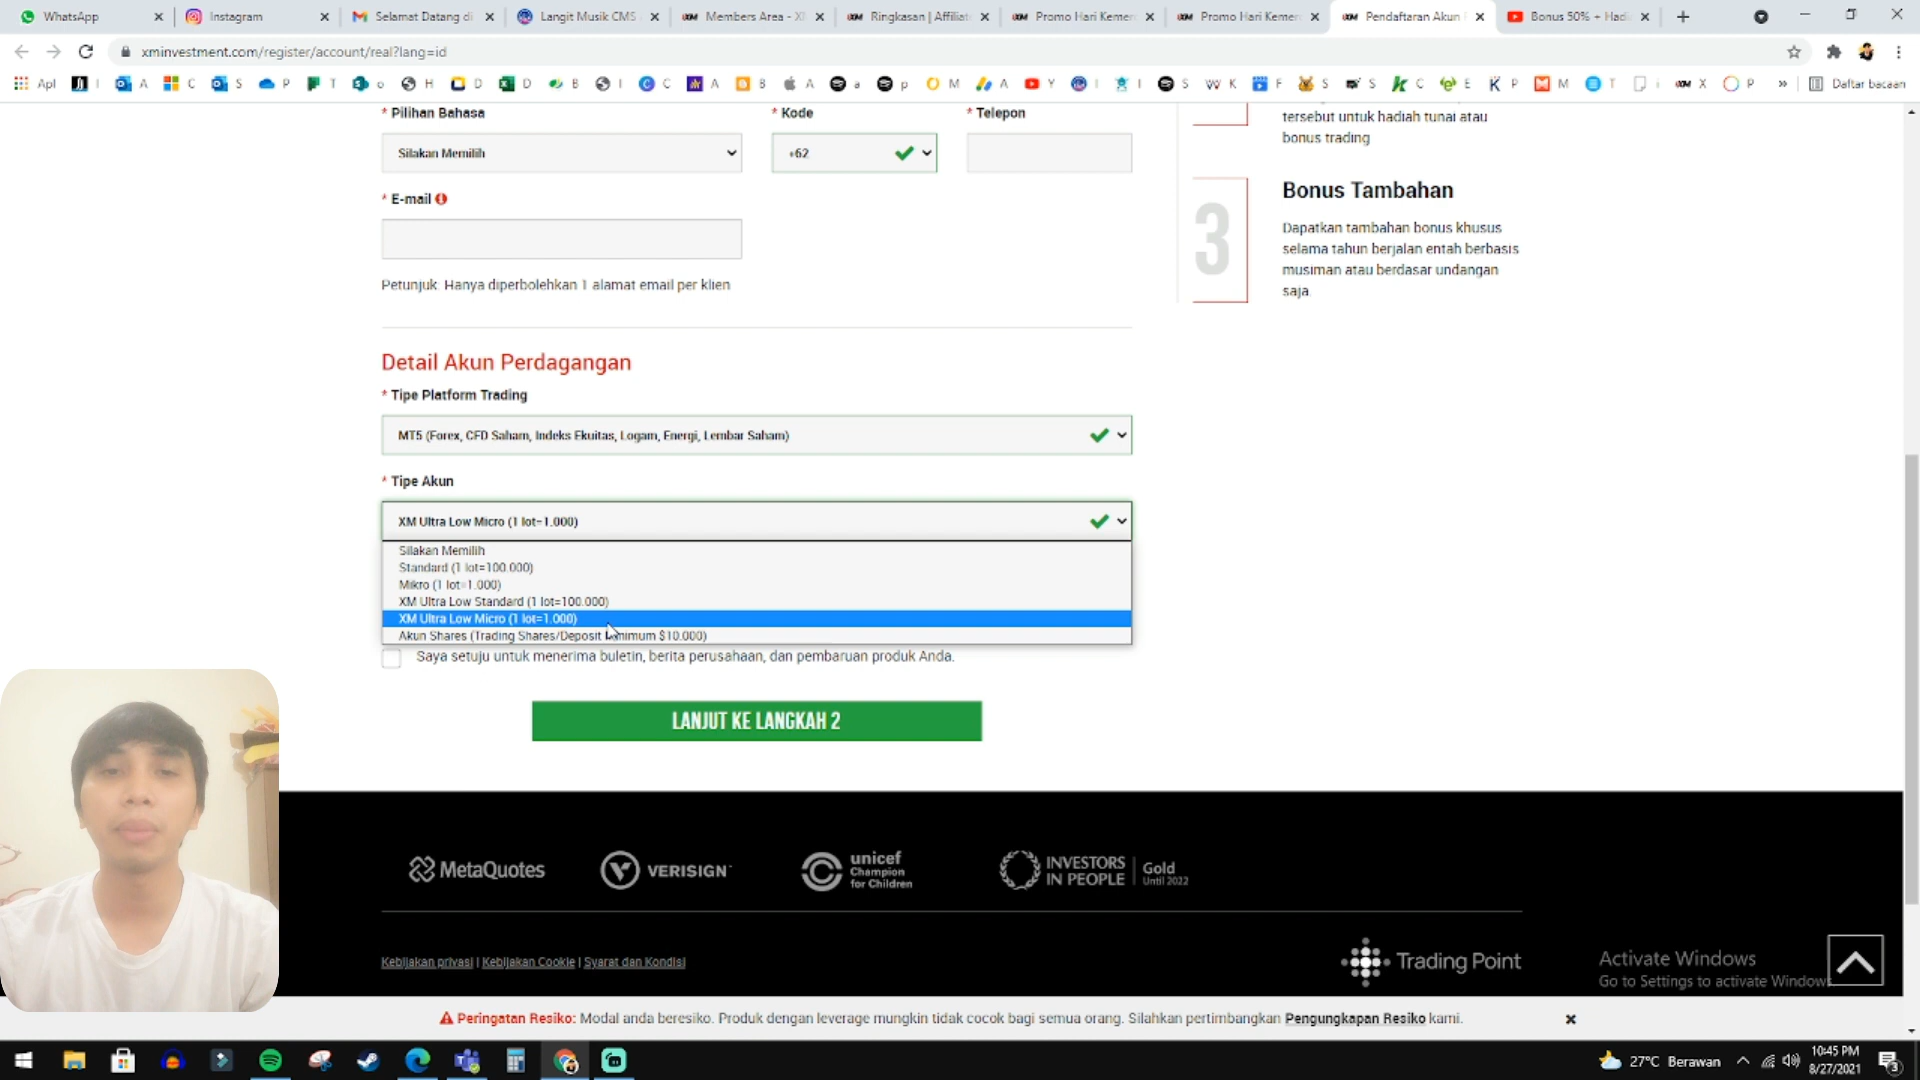 WhatsApp
Instagram
Selamat Datang di
Langit Musik CMS
Members Area - X
Ringkasan | Affiliat
Promo Hari Kemer
Promo Hari Kemer
Pendaftaran Akun
Bonus 50% + Hadi
xminvestment.com/register/account/real?lang=id
Apl
Daftar bacaan
* Pilihan Bahasa
* Kode
* Telepon
Silakan Memilih
+62
* E-mail
Petunjuk: Hanya diperbolehkan 1 alamat email per klien
tersebut untuk hadiah tunai atau
bonus trading
3
Bonus Tambahan
Dapatkan tambahan bonus khusus
selama tahun berjalan entah berbasis
musiman atau berdasar undangan
saja.
Detail Akun Perdagangan
* Tipe Platform Trading
MT5 (Forex, CFD Saham, Indeks Ekuitas, Logam, Energi, Lembar Saham)
* Tipe Akun
XM Ultra Low Micro (1 lot=1.000)
Silakan Memilih
Standard (1 lot=100.000)
Mikro (1 lot=1.000)
XM Ultra Low Standard (1 lot=100.000)
XM Ultra Low Micro (1 lot=1.000)
Akun Shares (Trading Shares/Deposit Minimum $10.000)
Saya setuju untuk menerima buletin, berita perusahaan, dan pembaruan produk Anda.
LANJUT KE LANGKAH 2
MetaQuotes
VERISIGN
unicef
Champion
for Children
INVESTORS
IN PEOPLE
Gold
Until 2022
Kebijakan privasi | Kebijakan Cookie | Syarat dan Kondisi
Trading Point
Activate Windows
Go to Settings to activate Windows
Peringatan Resiko: Modal anda beresiko. Produk dengan leverage mungkin tidak cocok bagi semua orang. Silahkan pertimbangkan Pengungkapan Resiko kami.
27°C Berawan
10:45 PM
8/27/2021
3